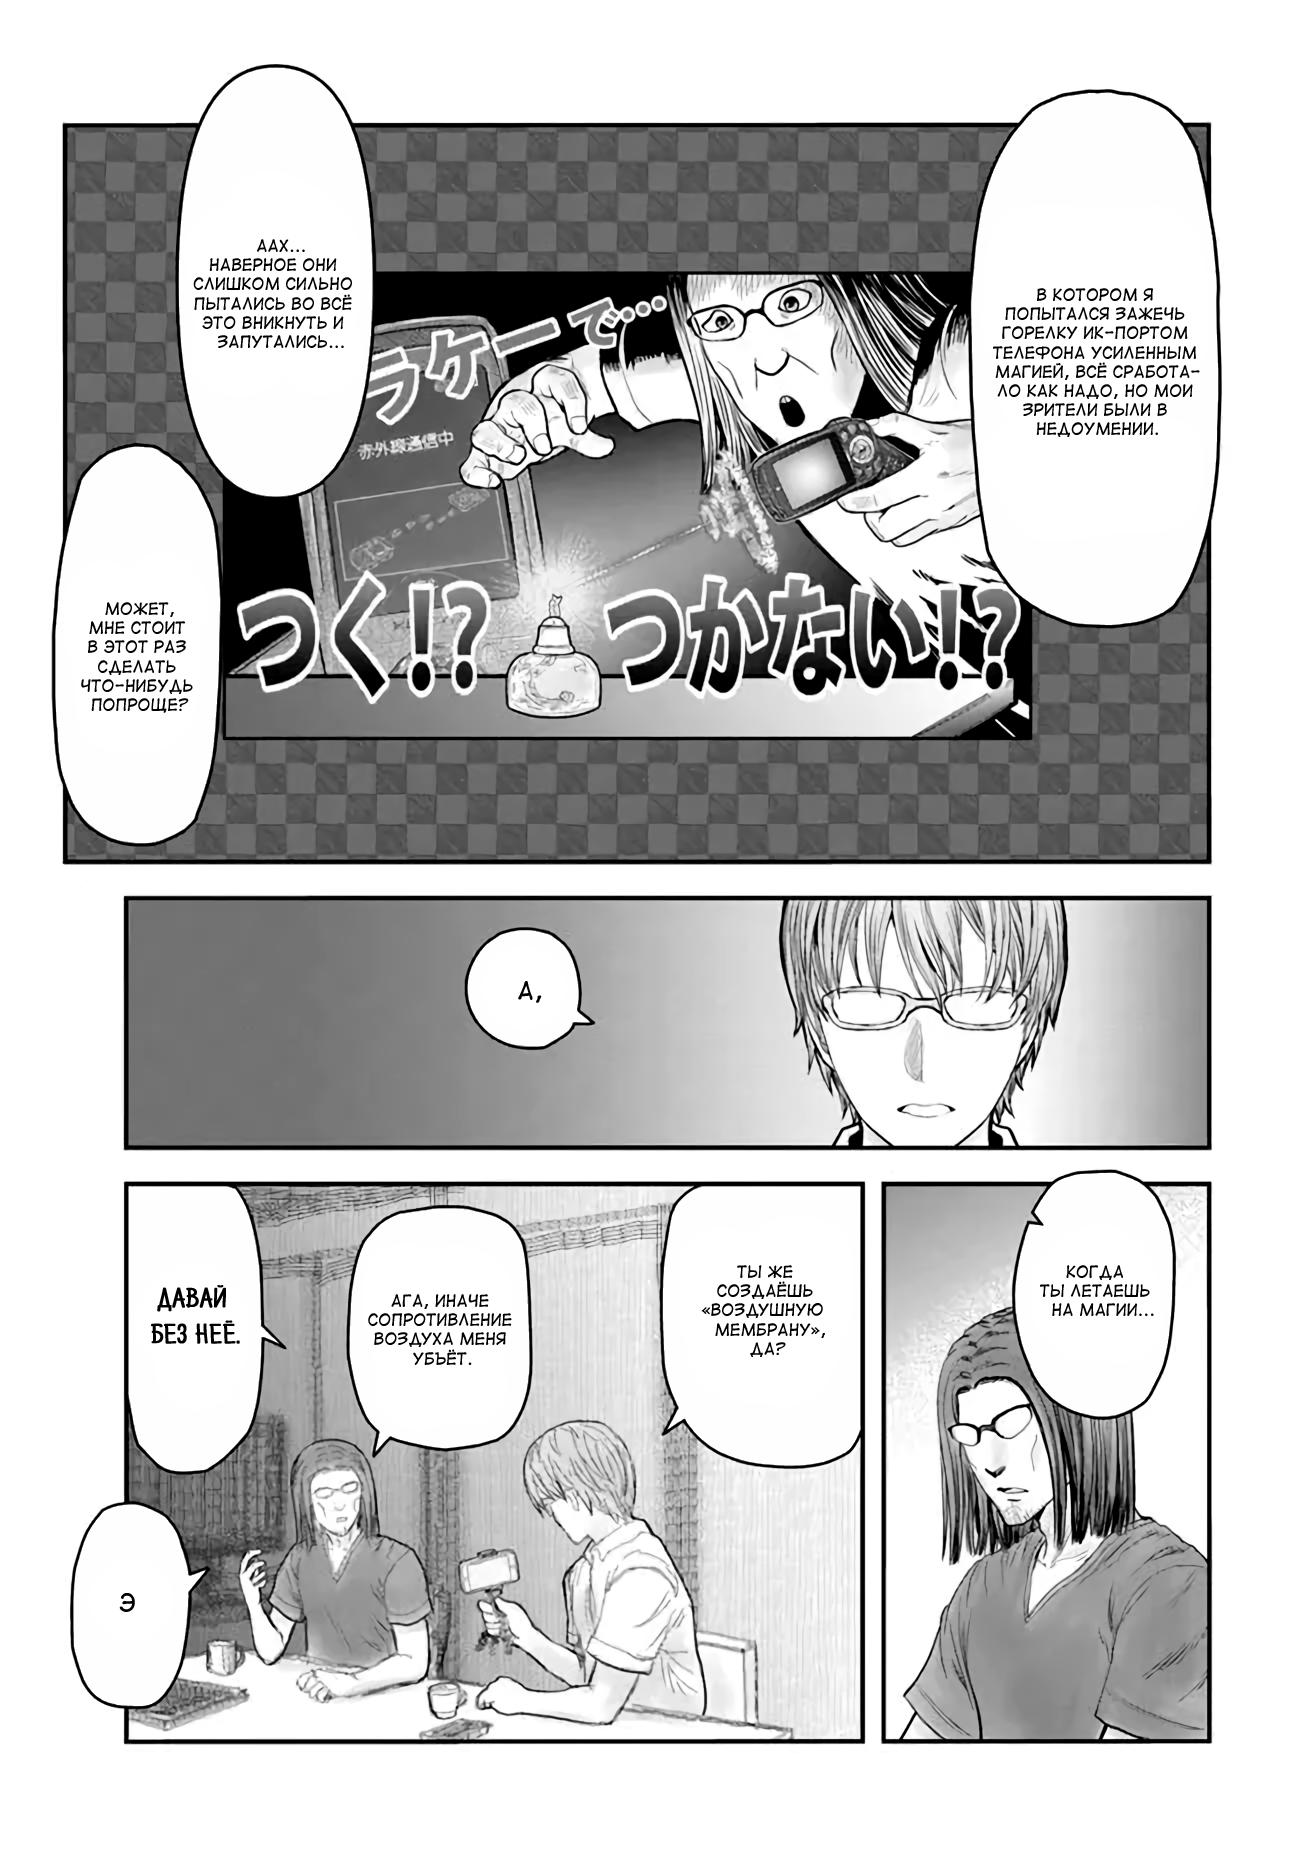 В КОТОРОМ Я
ПОПЫТАЛСЯ ЗАЖЕЧЬ
ГОРЕЛКУ ИК-ПОРТОМ
ТЕЛЕФОНА УСИЛЕННЫМ
МАГИЕЙ, ВСЁ СРАБОТА-
ЛО КАК НАДО, НО МОИ
ЗРИТЕЛИ БЫЛИ В
НЕДОУМЕНИИ.
ラケーで…
赤外線通信中
つく!? つかない!?
ААХ...
НАВЕРНОЕ ОНИ
СЛИШКОМ СИЛЬНО
ПЫТАЛИСЬ ВО ВСЁ
ЭТО ВНИКНУТЬ И
ЗАПУТАЛИСЬ...
МОЖЕТ,
МНЕ СТОИТ
В ЭТОТ РАЗ
СДЕЛАТЬ
ЧТО-НИБУДЬ
ПОПРОЩЕ?
А,
КОГДА
ТЫ ЛЕТАЕШЬ
НА МАГИИ...
ТЫ ЖЕ
СОЗДАЁШЬ
«ВОЗДУШНУЮ
МЕМБРАНУ»,
ДА?
АГА, ИНАЧЕ
СОПРОТИВЛЕНИЕ
ВОЗДУХА МЕНЯ
УБЪЁТ.
ДАВАЙ
БЕЗ НЕЁ.
Э